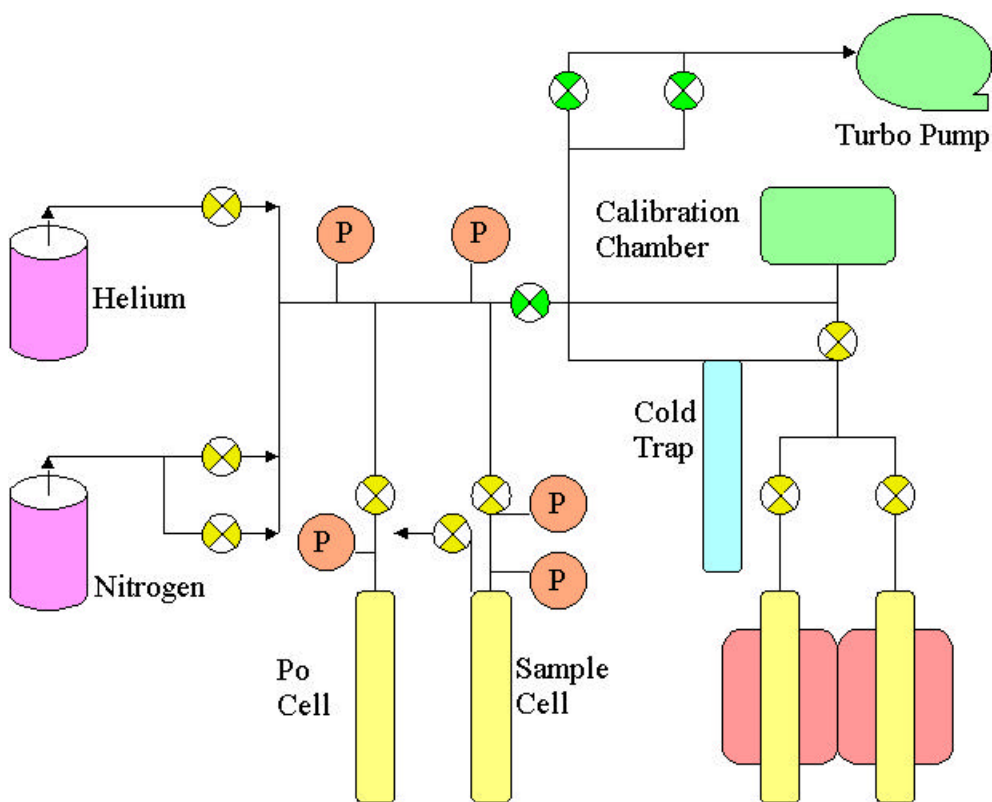 Turbo Pump
Calibration
Chamber
P
P
Helium
Cold
Trap
P
P
P
Nitrogen
Po
Cell
Sample
Cell